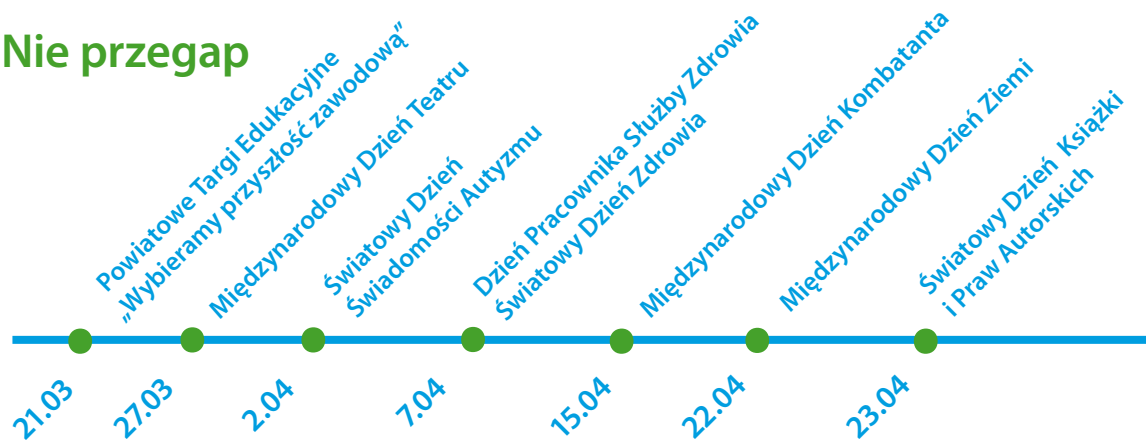 Nie przegap
Powiatowe Targi Edukacyjne
„Wybieramy przyszłość zawodową”
Międzynarodowy Dzień Teatru
Światowy Dzień
Świadomości Autyzmu
Dzień Pracownika Służby Zdrowia
Światowy Dzień Zdrowia
Międzynarodowy Dzień Kombatanta
Międzynarodowy Dzień Ziemi
Światowy Dzień Książki
i Praw Autorskich
21.03
27.03
2.04
7.04
15.04
22.04
23.04